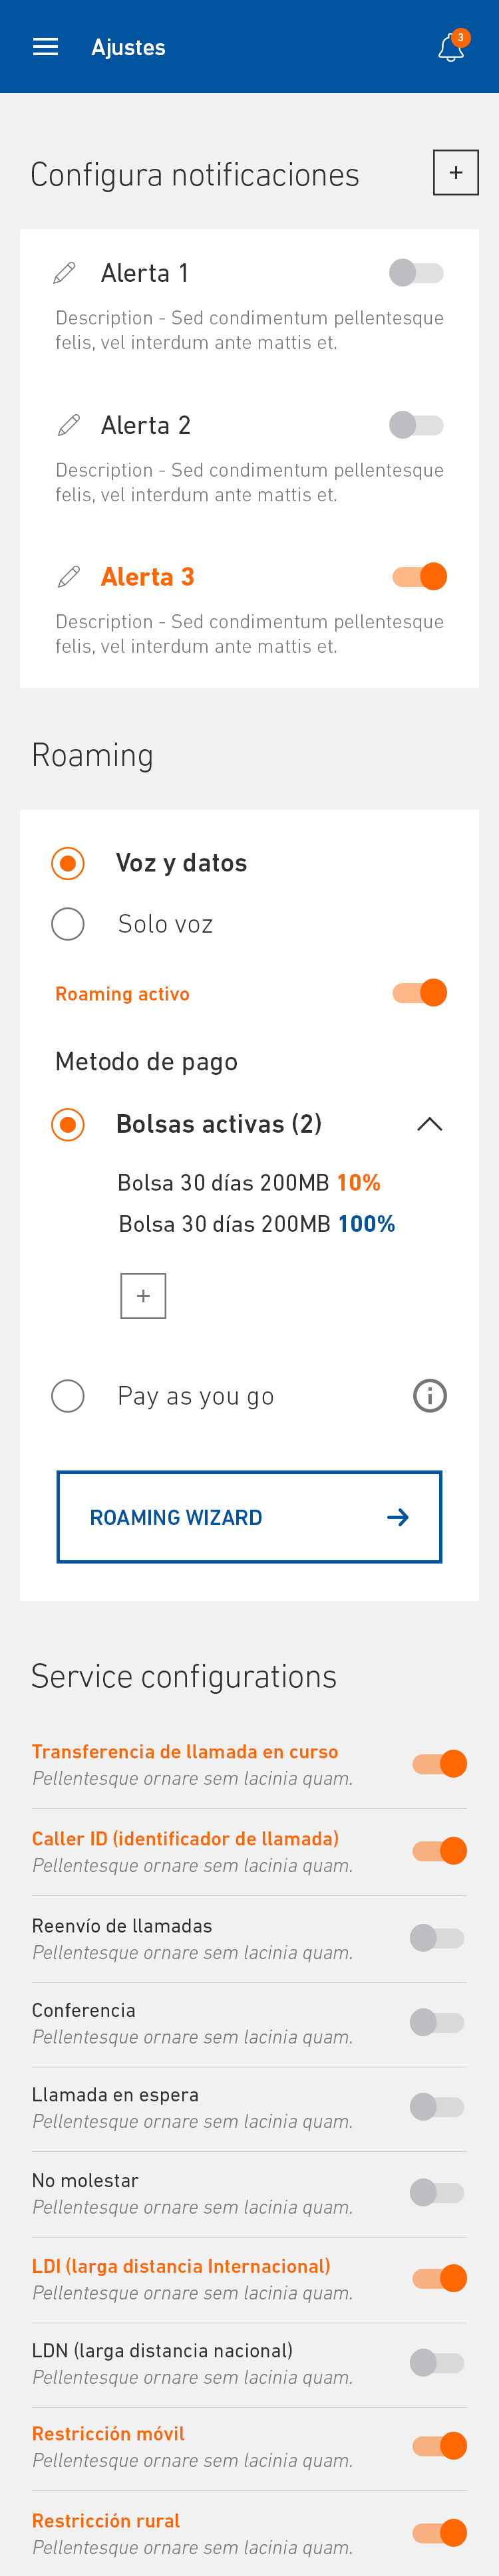 Ajustes
3
Configura notificaciones
+
Alerta 1
Description - Sed condimentum pellentesque
felis, vel interdum ante mattis et.
Alerta 2
Description - Sed condimentum pellentesque
felis, vel interdum ante mattis et.
Alerta 3
Description - Sed condimentum pellentesque
felis, vel interdum ante mattis et.
Roaming
Voz y datos
Solo voz
Roaming activo
Metodo de pago
Bolsas activas (2)
Bolsa 30 días 200MB 10%
Bolsa 30 días 200MB 100%
+
Pay as you go
ROAMING WIZARD
Service configurations
Transferencia de llamada en curso
Pellentesque ornare sem lacinia quam.
Caller ID (identificador de llamada)
Pellentesque ornare sem lacinia quam.
Reenvío de llamadas
Pellentesque ornare sem lacinia quam.
Conferencia
Pellentesque ornare sem lacinia quam.
Llamada en espera
Pellentesque ornare sem lacinia quam.
No molestar
Pellentesque ornare sem lacinia quam.
LDI (larga distancia Internacional)
Pellentesque ornare sem lacinia quam.
LDN (larga distancia nacional)
Pellentesque ornare sem lacinia quam.
Restricción móvil
Pellentesque ornare sem lacinia quam.
Restricción rural
Pellentesque ornare sem lacinia quam.